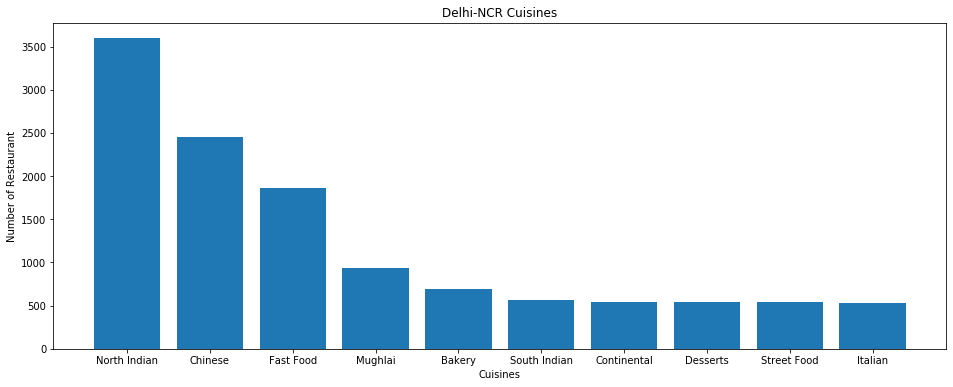 Delhi-NCR Cuisines
Number of Restaurant
3500
3000
2500
2000
1500
1000
500
0
North Indian Chinese Fast Food Mughlai Bakery South Indian Continental Desserts Street Food Italian
Cuisines